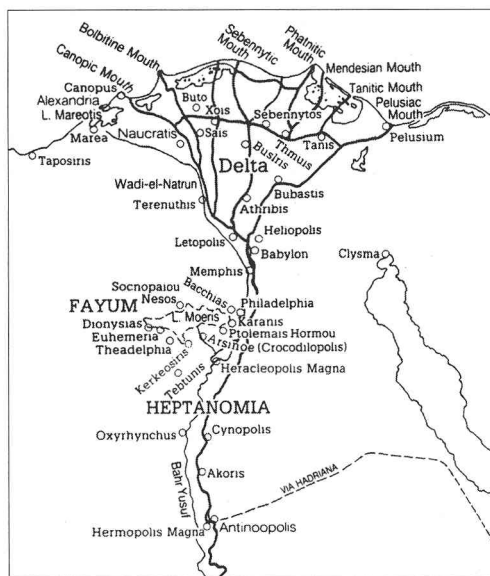 Bolbitine Mouth
Sebennytic Mouth
Phatnitic Mouth
Mendesian Mouth
Canopic Mouth
Tanitic Mouth
Pelusiac Mouth
Canopus
Alexandria
L. Mareotis
Marea
Taposiris
Buto
Xois
Sais
Naucratis
Sebennytos
Thmuis
Busiris
Tanis
Pelusium
Delta
Wadi-el-Natrun
Terenuthis
Bubastis
Athribis
Letopolis
Heliopolis
Babylon
Clysma
Memphis
Socnopaiou Nesos
Bacchias
Philadelphia
FAYUM
L. Moeris
Karanis
Dionysias
Ptolemais Hormou
Euhemeria
Arsinoe (Crocodilopolis)
Theadelphia
Kerkeosiris
Tebtunis
Heracleopolis Magna
HEPTANOMIA
Oxyrhynchus
Cynopolis
Bahr Yusuf
Akoris
VIA HADRIANA
Hermopolis Magna
Antinoopolis